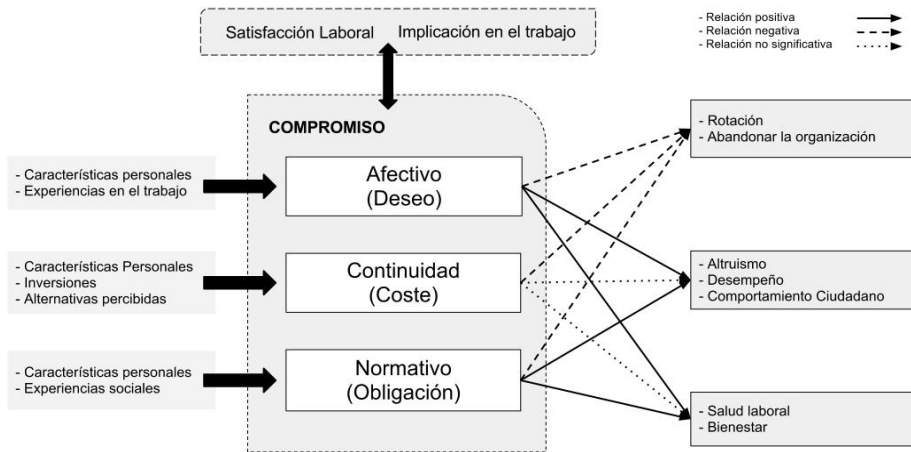 Satisfacción Laboral Implicación en el trabajo
- Relación positiva
- Relación negativa
- Relación no significativa
COMPROMISO
- Características personales
- Experiencias en el trabajo
Afectivo
(Deseo)
- Rotación
- Abandonar la organización
- Características Personales
- Inversiones
- Alternativas percibidas
Continuidad
(Coste)
- Altruismo
- Desempeño
- Comportamiento Ciudadano
- Características personales
- Experiencias sociales
Normativo
(Obligación)
- Salud laboral
- Bienestar